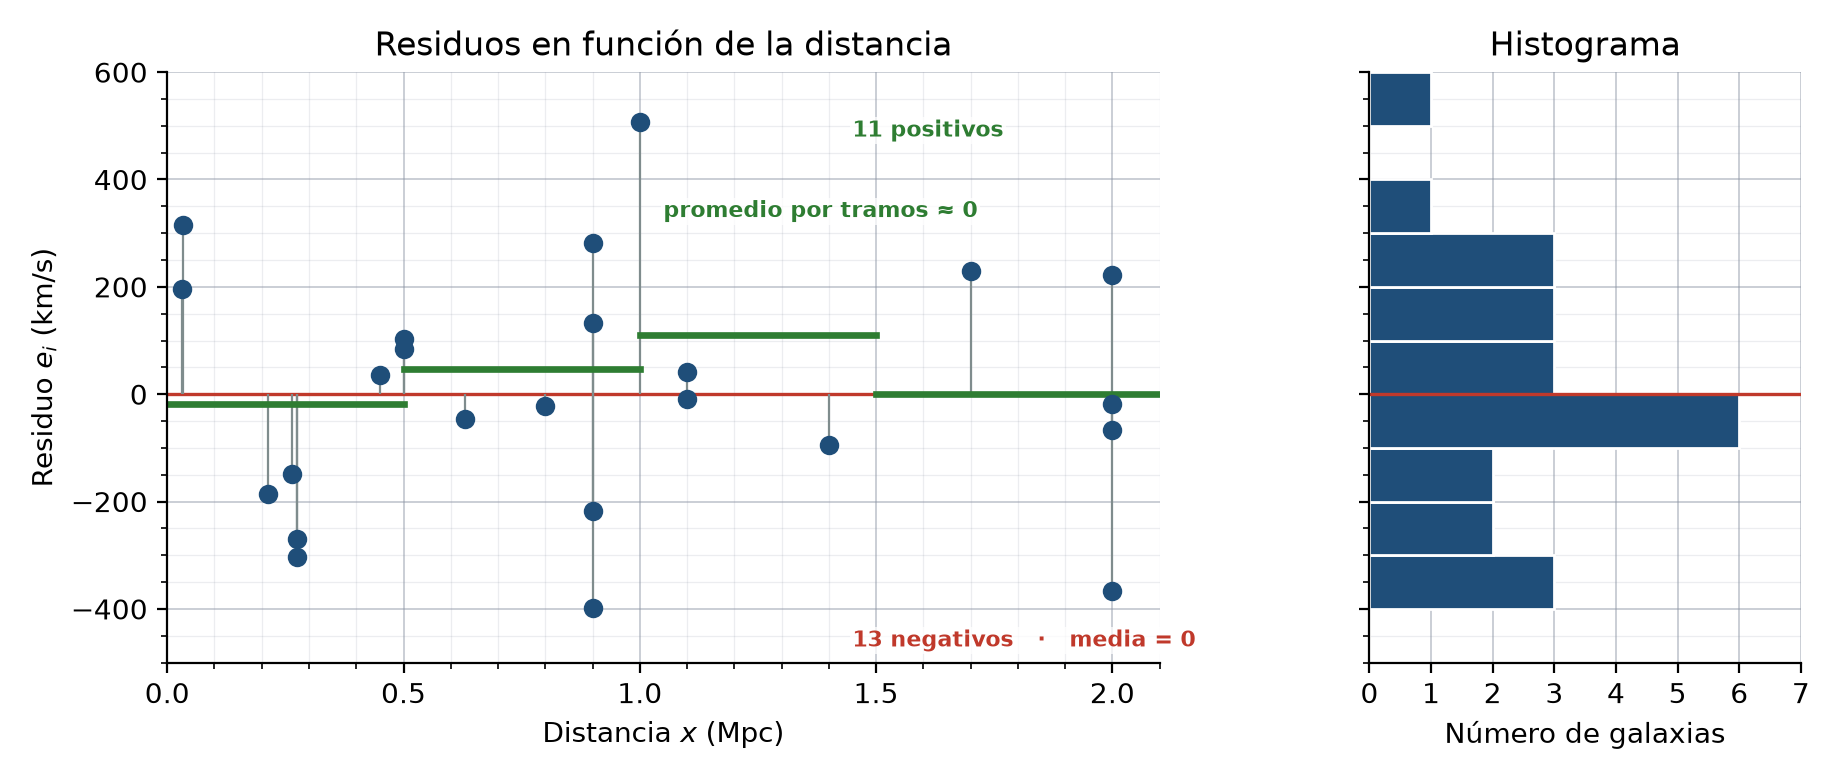 Residuos en función de la distancia
600
400
200
0
−200
−400
Residuo eᵢ (km/s)
11 positivos
promedio por tramos ≈ 0
13 negativos · media = 0
0.0 0.5 1.0 1.5 2.0
Distancia x (Mpc)
Histograma
0 1 2 3 4 5 6 7
Número de galaxias